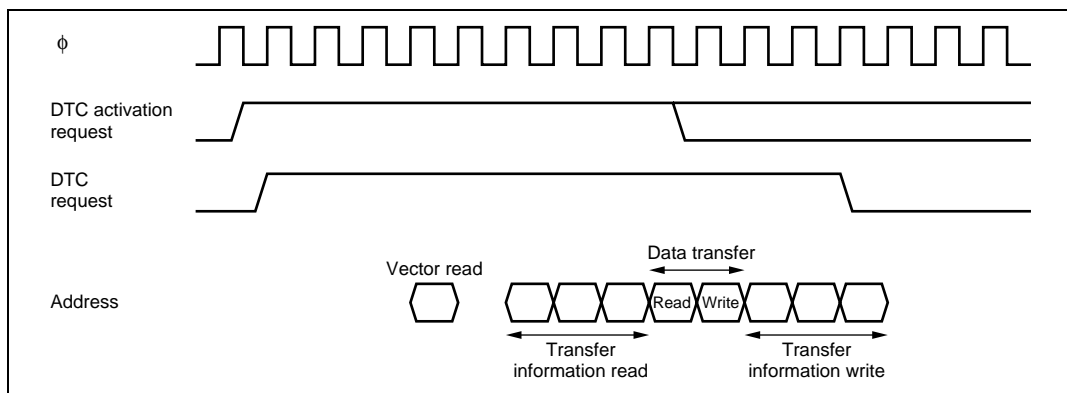 ϕ
DTC activation
request
DTC
request
Data transfer
Vector read
Address
Read Write
Transfer
information read
Transfer
information write